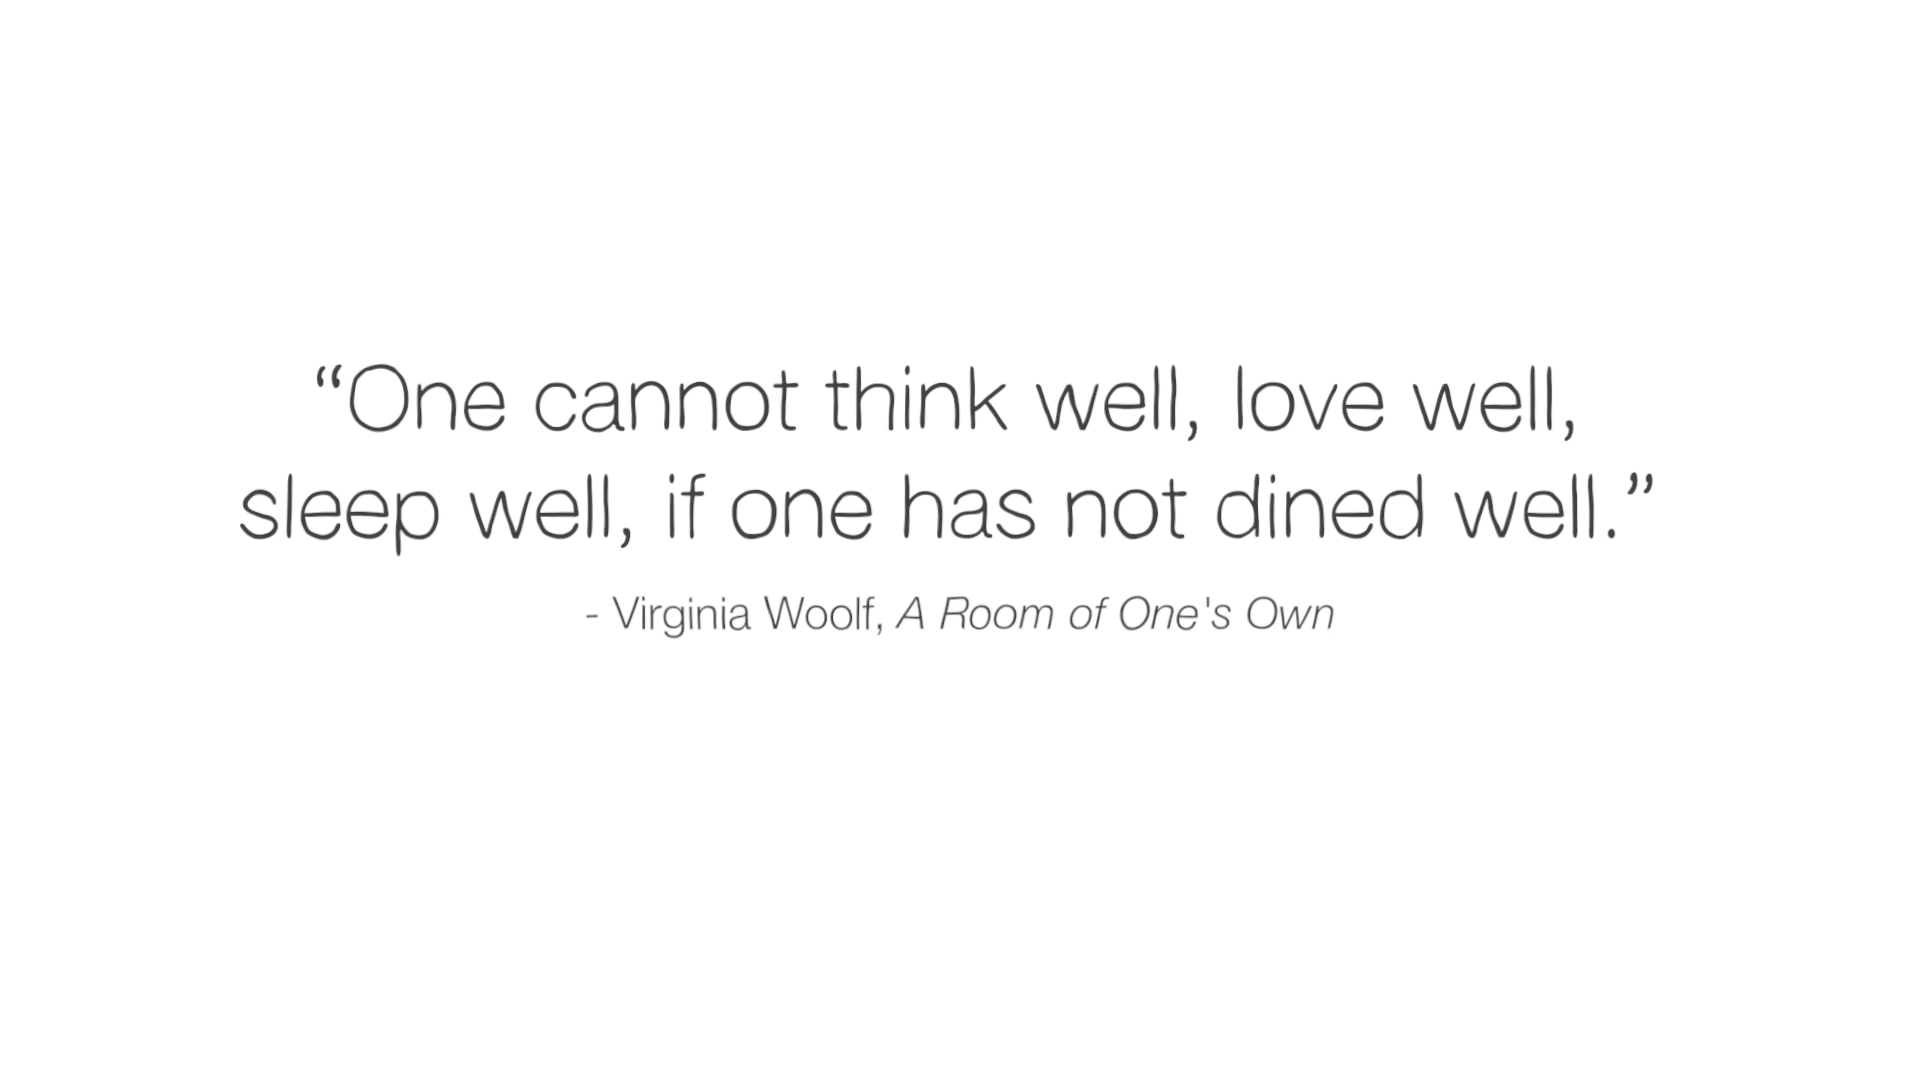 “One cannot think well, love well,
sleep well, if one has not dined well.”
- Virginia Woolf, A Room of One's Own